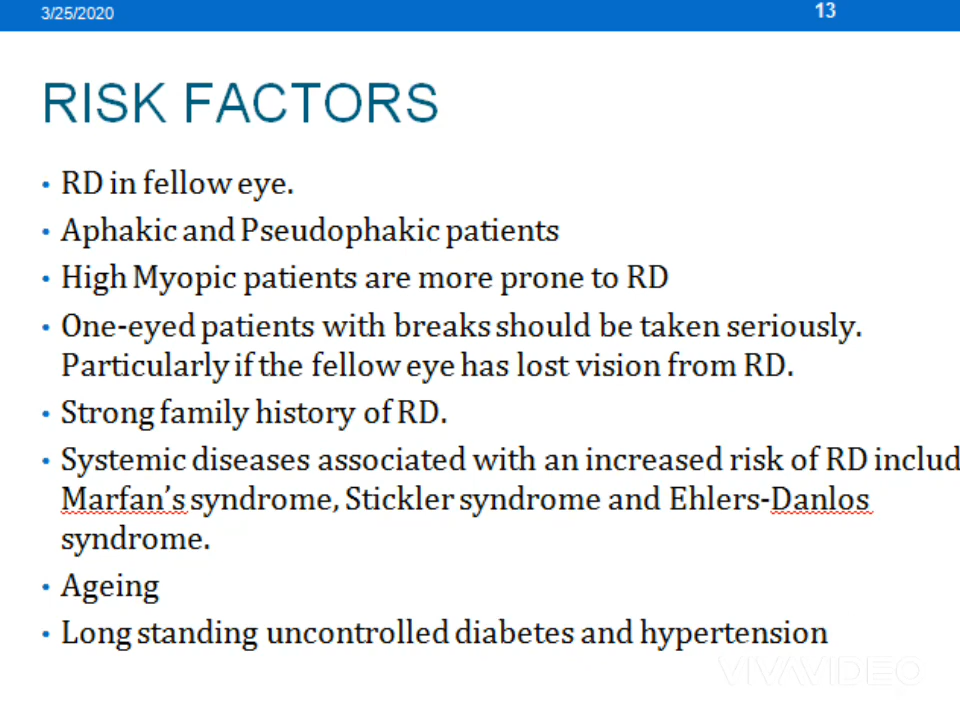 3/25/2020
13
RISK FACTORS
• RD in fellow eye.
• Aphakic and Pseudophakic patients
• High Myopic patients are more prone to RD
• One-eyed patients with breaks should be taken seriously.
Particularly if the fellow eye has lost vision from RD.
• Strong family history of RD.
• Systemic diseases associated with an increased risk of RD includ
Marfan's syndrome, Stickler syndrome and Ehlers-Danlos
syndrome.
• Ageing
• Long standing uncontrolled diabetes and hypertension
VIVAVIDEO